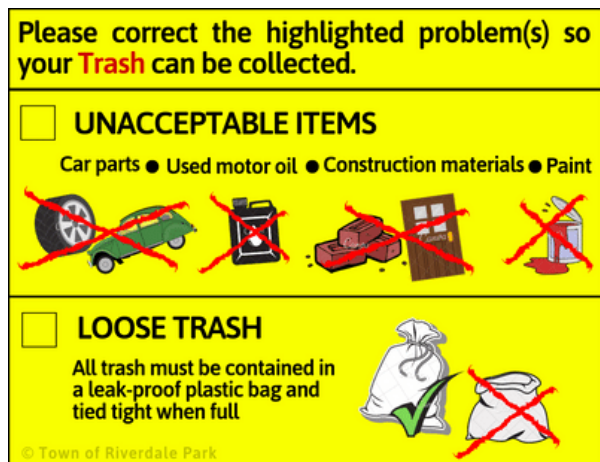 Please correct the highlighted problem(s) so
your Trash can be collected.
UNACCEPTABLE ITEMS
Car parts ● Used motor oil ● Construction materials ● Paint
LOOSE TRASH
All trash must be contained in
a leak-proof plastic bag and
tied tight when full
© Town of Riverdale Park